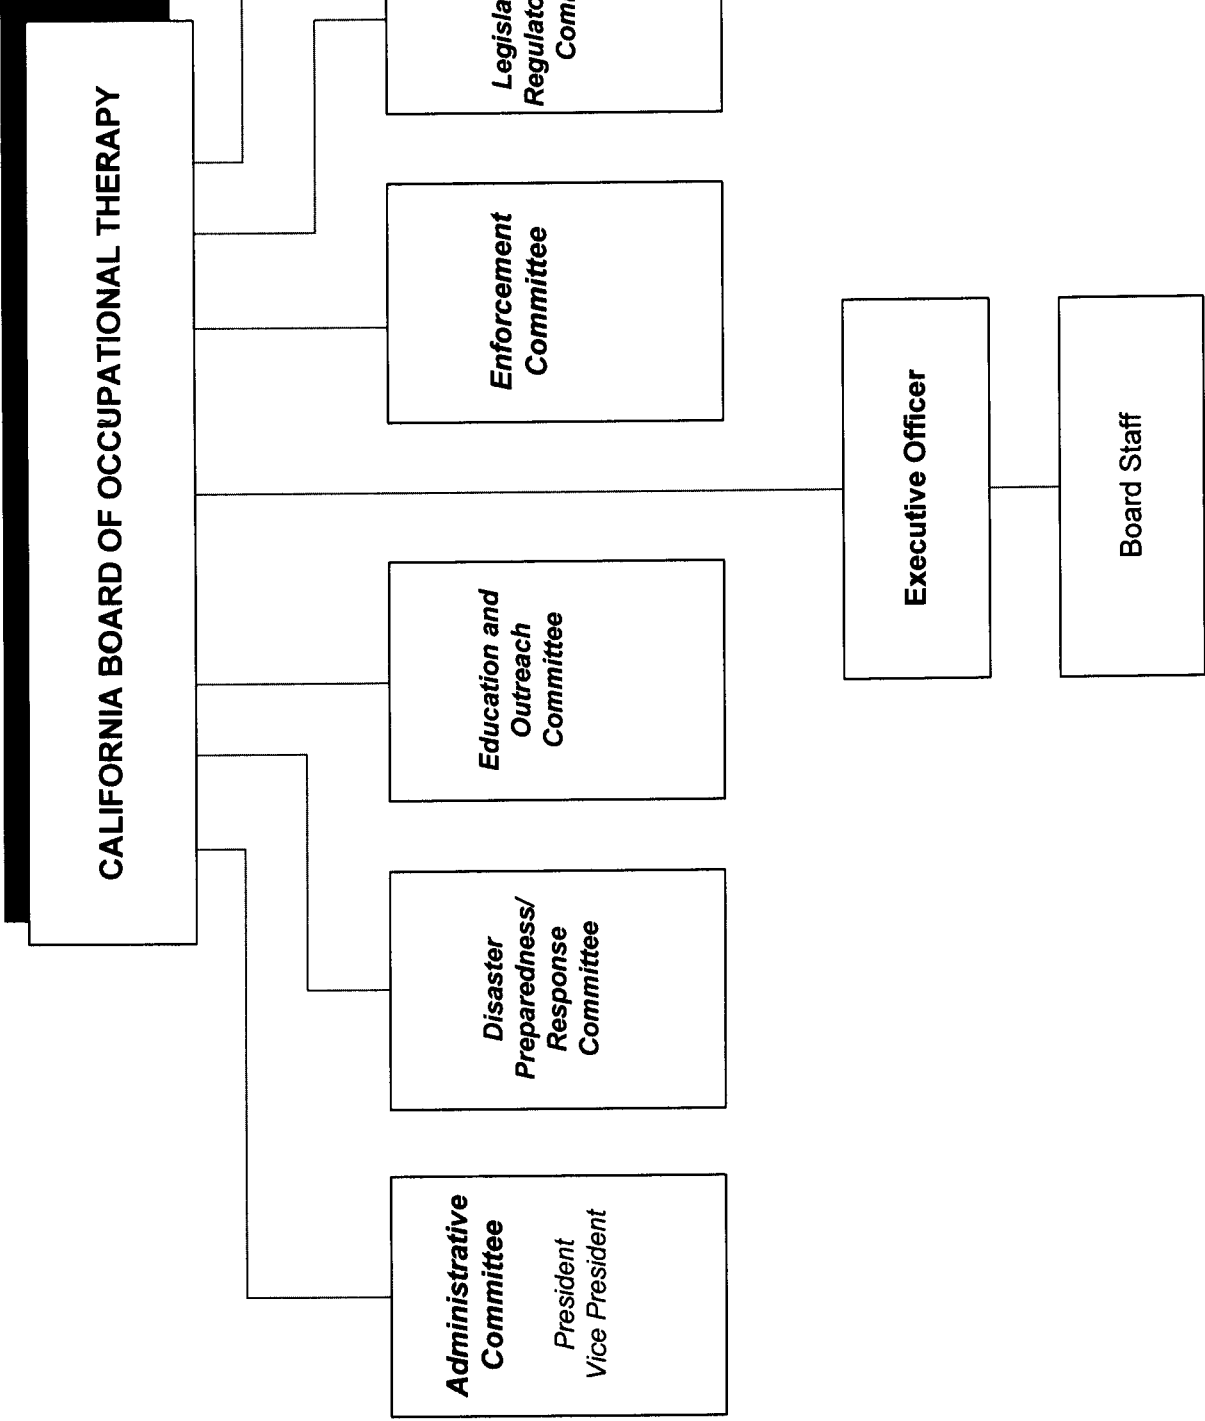 CALIFORNIA BOARD OF OCCUPATIONAL THERAPY
Administrative
Committee
President
Vice President
Disaster
Preparedness/
Response
Committee
Education and
Outreach
Committee
Enforcement
Committee
Executive Officer
Board Staff